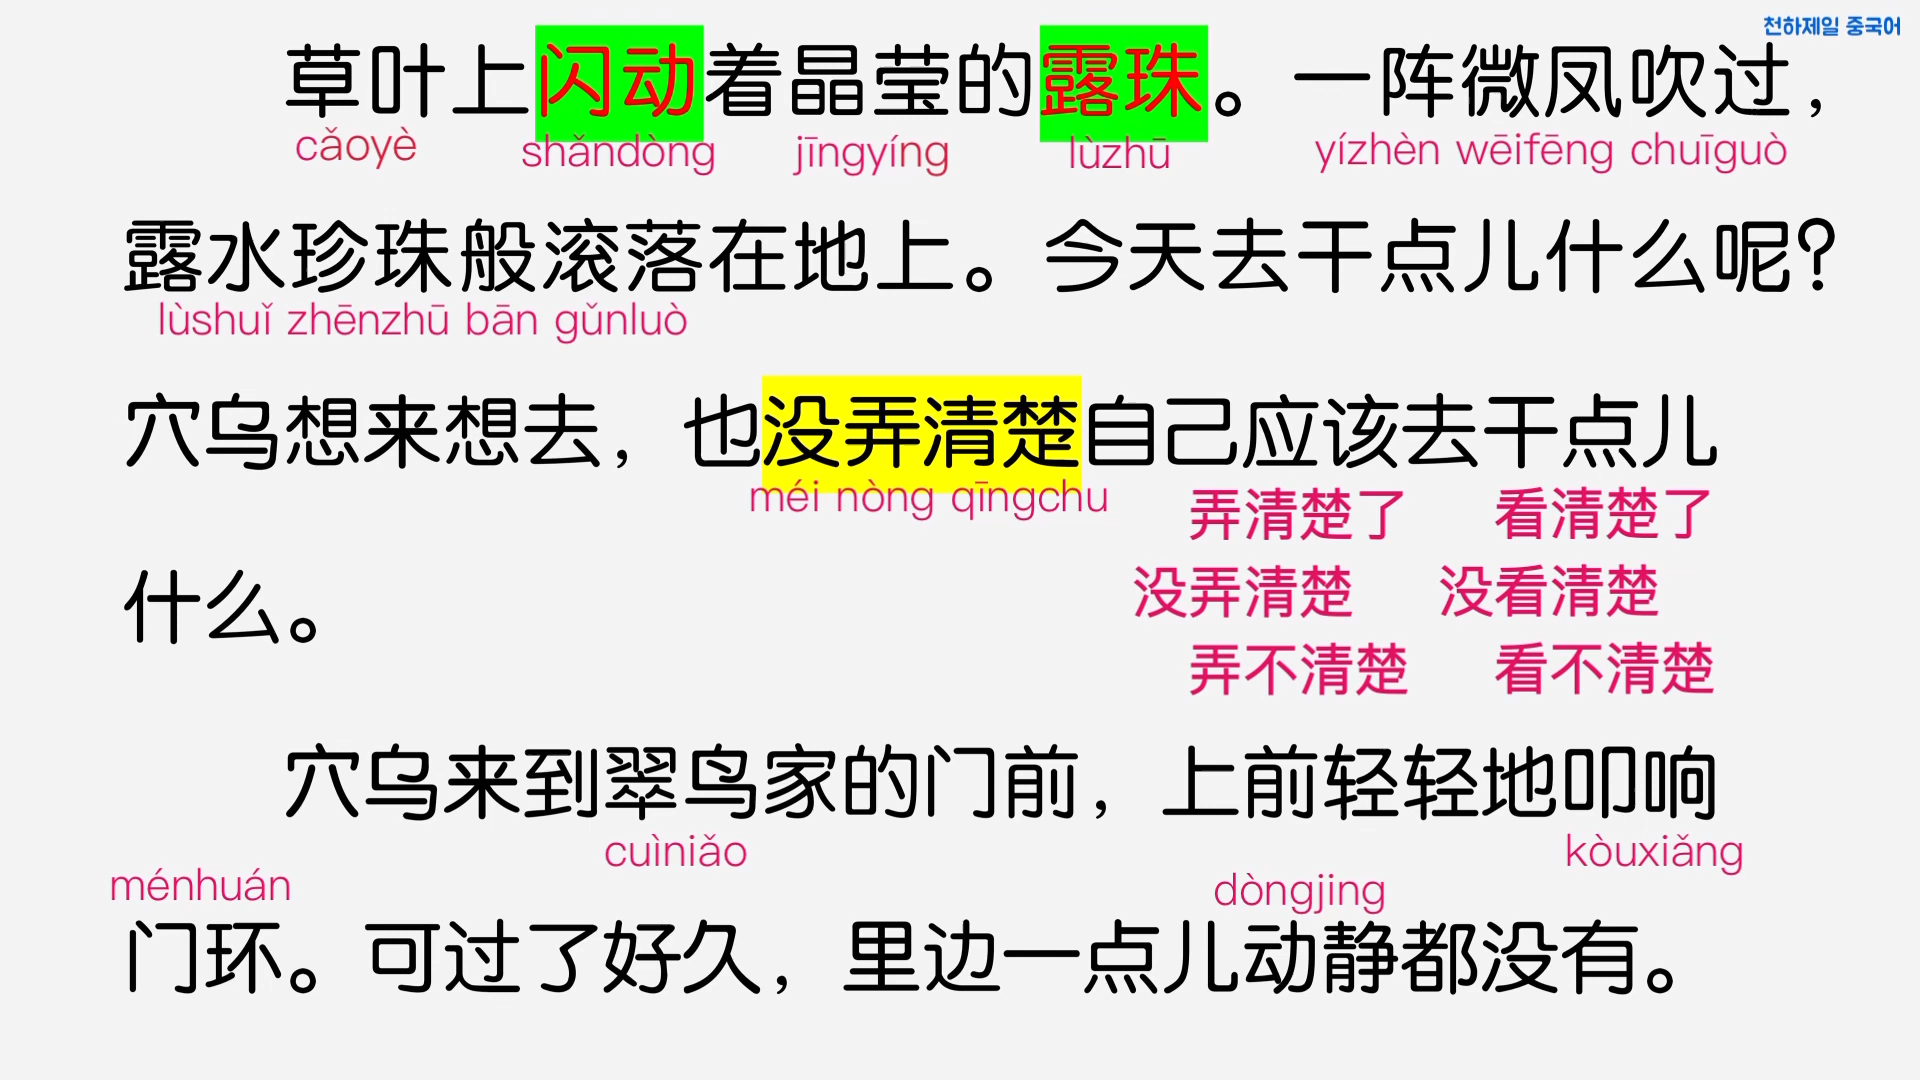 천하제일 중국어
草叶上闪动着晶莹的露珠。一阵微凤吹过,
cǎoyè shǎndòng jīngyíng lùzhū yízhèn wēifēng chuīguò
露水珍珠般滚落在地上。今天去干点儿什么呢?
lùshuǐ zhēnzhū bān gǔnluò
穴乌想来想去，也没弄清楚自己应该去干点儿
méi nòng qīngchu
弄清楚了 看清楚了
什么。
没弄清楚 没看清楚
弄不清楚 看不清楚
穴乌来到翠鸟家的门前，上前轻轻地叩响
cuìniǎo kòuxiǎng
ménhuán dòngjing
门环。可过了好久，里边一点儿动静都没有。